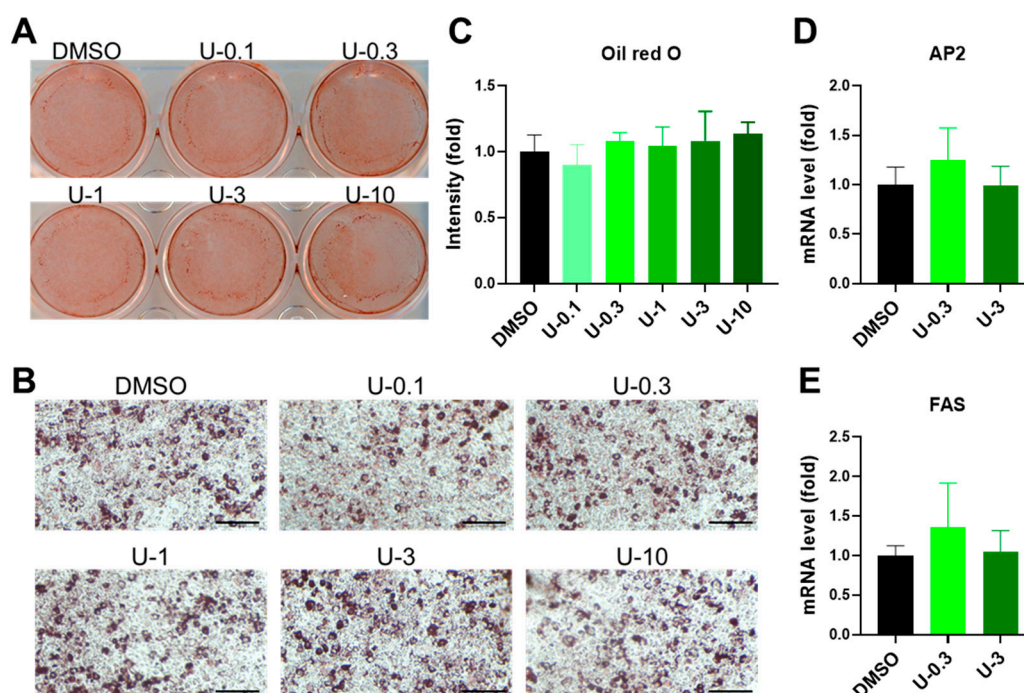 A
DMSO U-0.1 U-0.3
U-1 U-3 U-10
B
DMSO U-0.1 U-0.3
U-1 U-3 U-10
C
Oil red O
Intensity (fold)
1.5
1.0
0.5
0.0
DMSO U-0.1 U-0.3 U-1 U-3 U-10
D
AP2
mRNA level (fold)
2.0
1.5
1.0
0.5
0.0
DMSO U-0.3 U-3
E
FAS
mRNA level (fold)
2.5
2.0
1.5
1.0
0.5
0.0
DMSO U-0.3 U-3